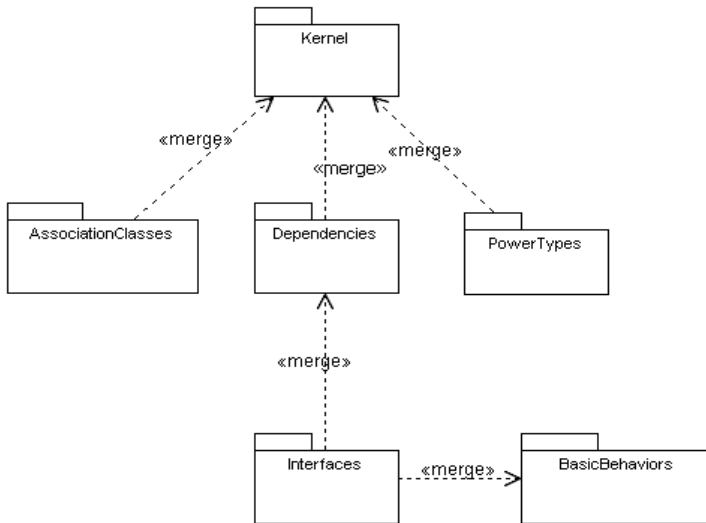 Kernel
«merge»
«merge»
«merge»
AssociationClasses
Dependencies
PowerTypes
«merge»
Interfaces
«merge»
BasicBehaviors